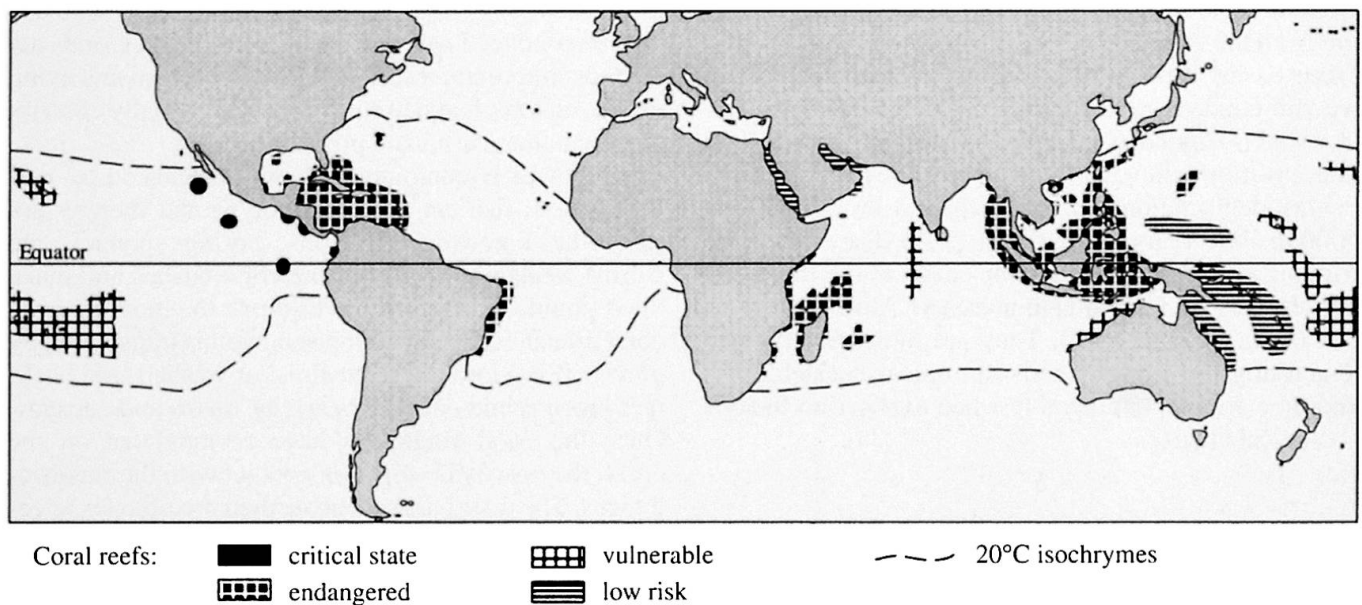 Equator
Coral reefs: critical state vulnerable 20°C isochrymes
endangered low risk